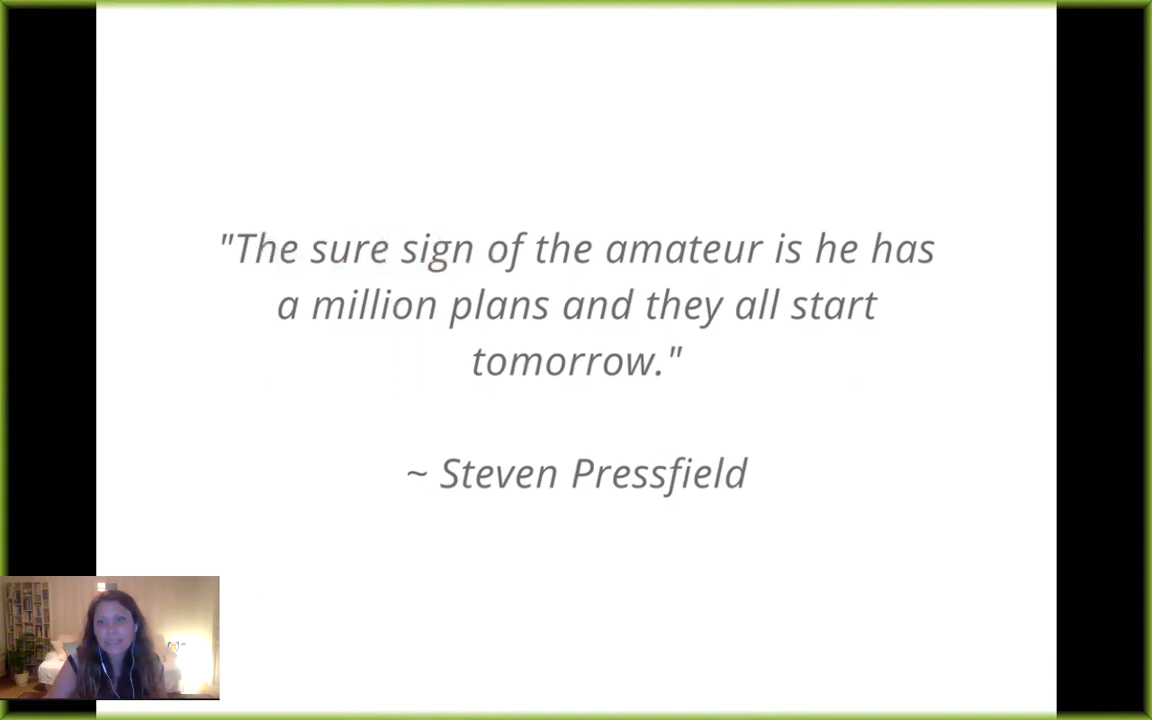 "The sure sign of the amateur is he has
a million plans and they all start
tomorrow."
~ Steven Pressfield